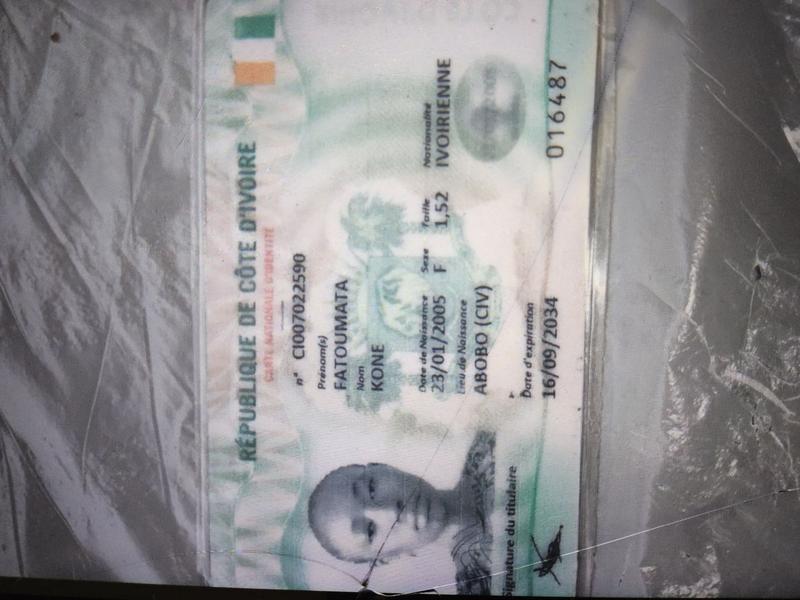 RÉPUBLIQUE DE CÔTE D'IVOIRE
CARTE NATIONALE D'IDENTITÉ
n° CI007022590
Prénom(s)
FATOUMATA
Nom
KONE
Date de Naissance Sexe Taille Nationalité
23/01/2005 F 1,52 IVOIRIENNE
Lieu de Naissance
ABOBO (CIV)
Date d'expiration
16/09/2034 016487
Signature du titulaire